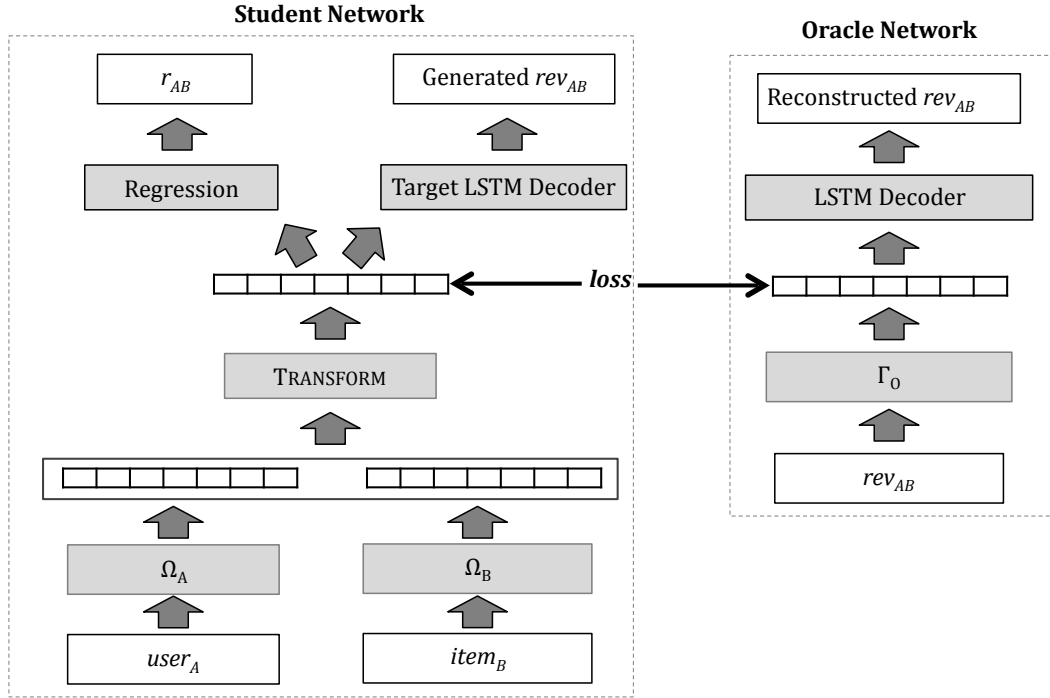 Student Network
r_AB
Generated rev_AB
Regression
Target LSTM Decoder
loss
TRANSFORM
Ω_A
Ω_B
user_A
item_B
Oracle Network
Reconstructed rev_AB
LSTM Decoder
Γ_O
rev_AB